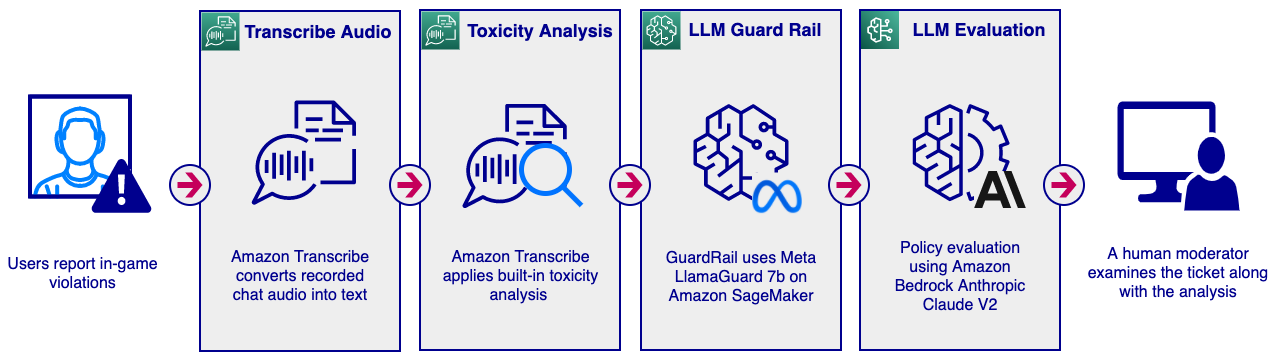 Transcribe Audio
Toxicity Analysis
LLM Guard Rail
LLM Evaluation
Users report in-game
violations
Amazon Transcribe
converts recorded
chat audio into text
Amazon Transcribe
applies built-in toxicity
analysis
GuardRail uses Meta
LlamaGuard 7b on
Amazon SageMaker
Policy evaluation
using Amazon
Bedrock Anthropic
Claude V2
A human moderator
examines the ticket along
with the analysis